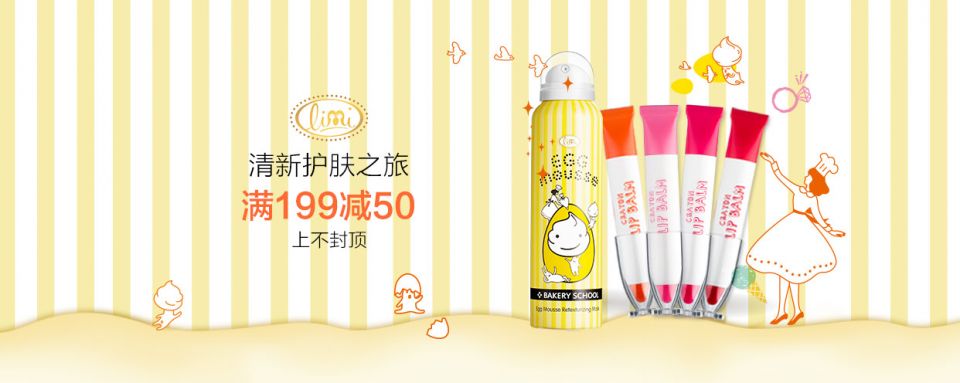 limi
清新护肤之旅
满199减50
上不封顶
limi
EGG
mousse
BAKERY SCHOOL
Egg Mousse Retexturizing Mask
CRAYON
LIP BALM
CRAYON
LIP BALM
CRAYON
LIP BALM
CRAYON
LIP BALM